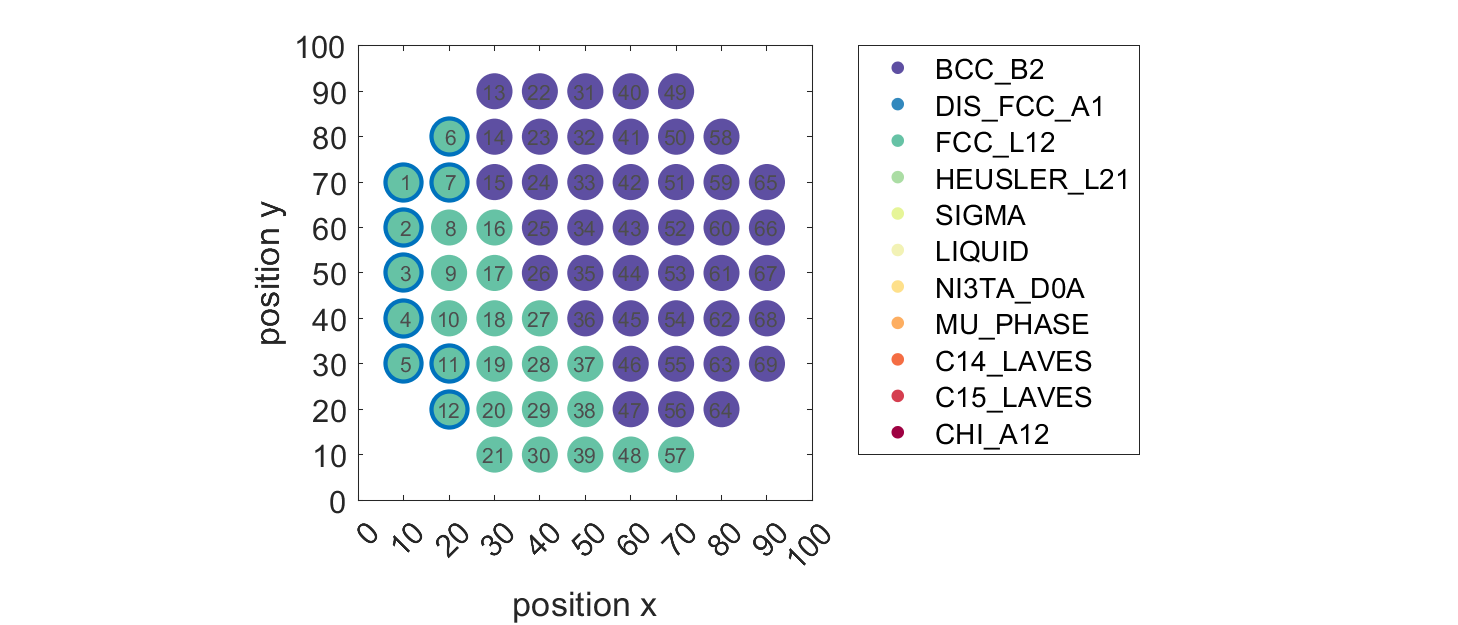 100
90 13 22 31 40 49
80 6 14 23 32 41 50 58
70 1 7 15 24 33 42 51 59 65
60 2 8 16 25 34 43 52 60 66
50 3 9 17 26 35 44 53 61 67
40 4 10 18 27 36 45 54 62 68
30 5 11 19 28 37 46 55 63 69
20 12 20 29 38 47 56 64
10 21 30 39 48 57
0
0 10 20 30 40 50 60 70 80 90 100
position x
position y
BCC_B2
DIS_FCC_A1
FCC_L12
HEUSLER_L21
SIGMA
LIQUID
NI3TA_D0A
MU_PHASE
C14_LAVES
C15_LAVES
CHI_A12